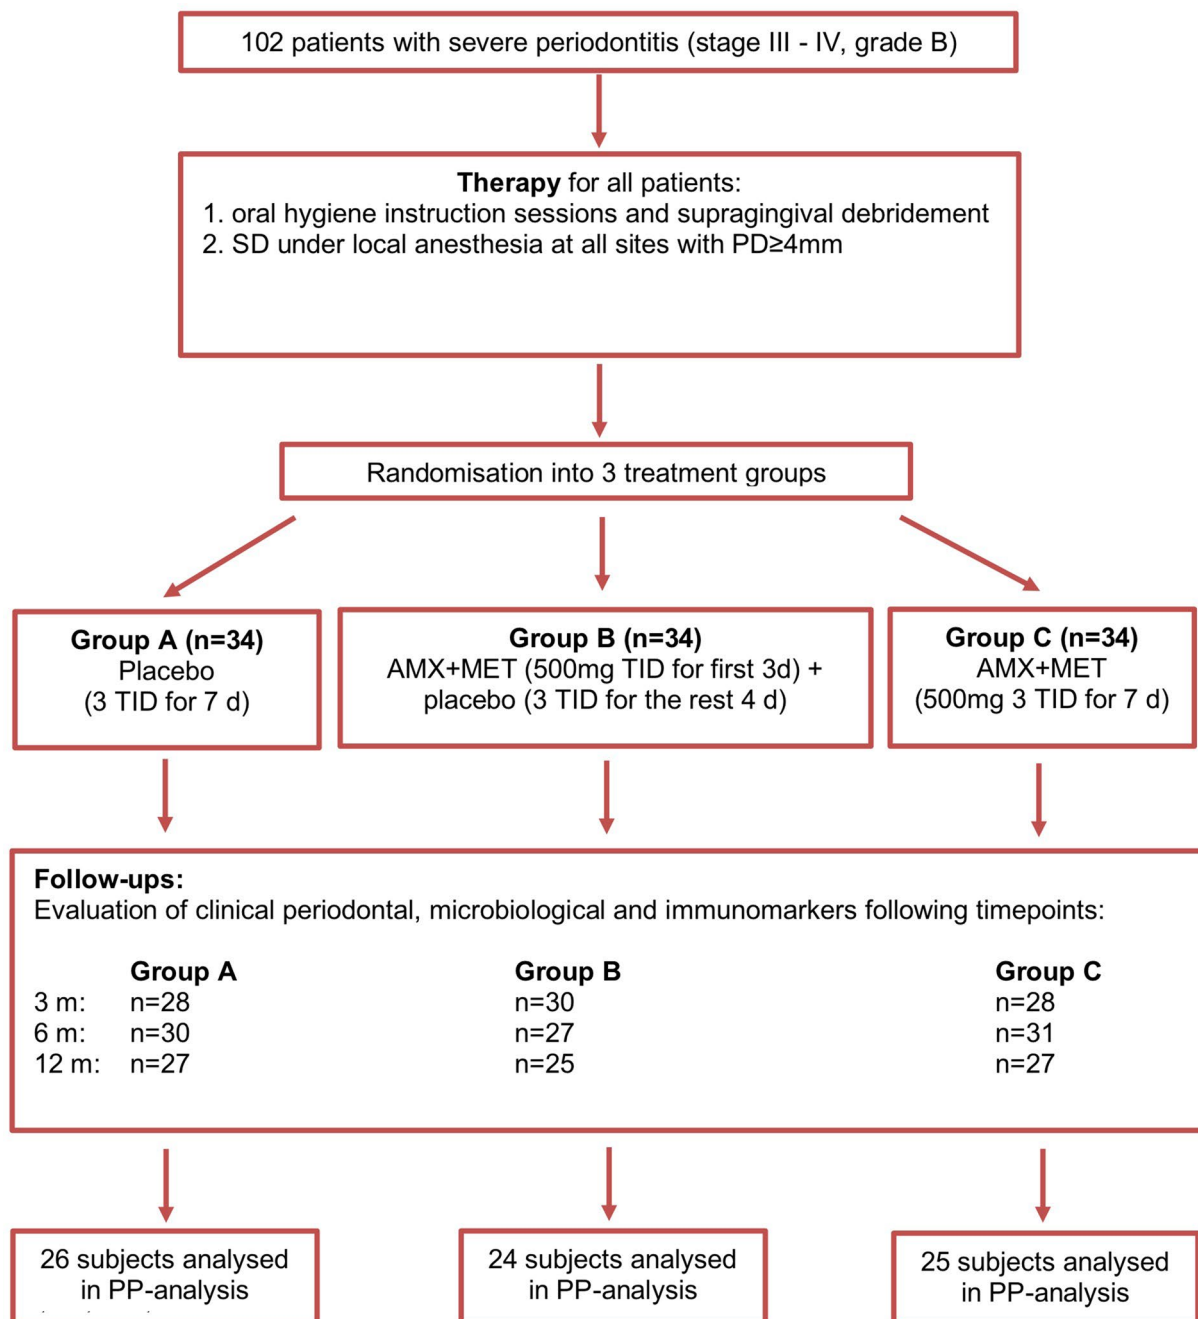 102 patients with severe periodontitis (stage III - IV, grade B)
Therapy for all patients:
1. oral hygiene instruction sessions and supragingival debridement
2. SD under local anesthesia at all sites with PD≥4mm
Randomisation into 3 treatment groups
Group A (n=34)
Placebo
(3 TID for 7 d)
Group B (n=34)
AMX+MET (500mg TID for first 3d) +
placebo (3 TID for the rest 4 d)
Group C (n=34)
AMX+MET
(500mg 3 TID for 7 d)
Follow-ups:
Evaluation of clinical periodontal, microbiological and immunomarkers following timepoints:
Group A Group B Group C
3 m: n=28 n=30 n=28
6 m: n=30 n=27 n=31
12 m: n=27 n=25 n=27
26 subjects analysed
in PP-analysis
24 subjects analysed
in PP-analysis
25 subjects analysed
in PP-analysis